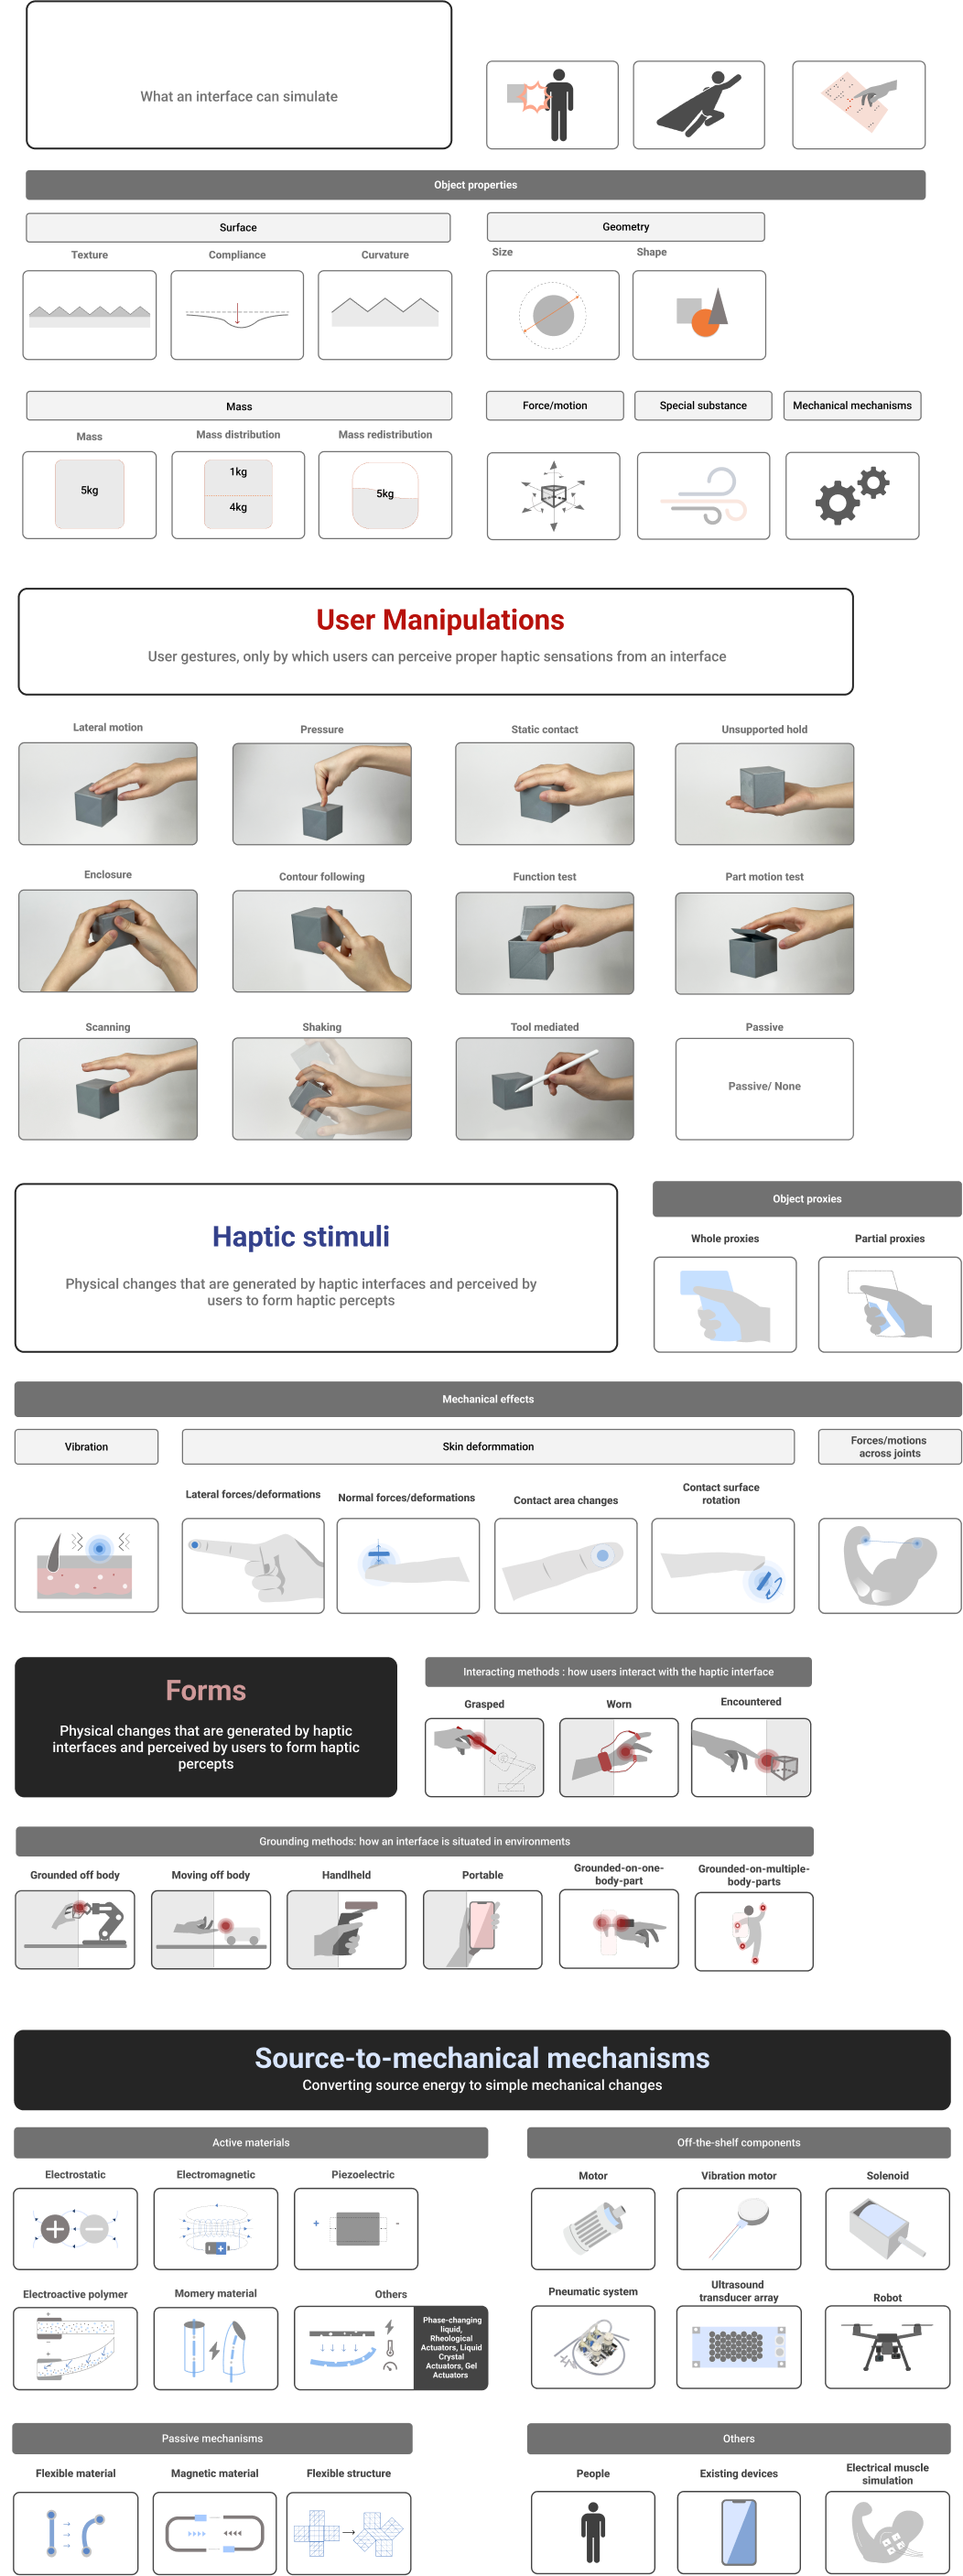 What an interface can simulate
Object properties
Surface
Geometry
Texture
Compliance
Curvature
Size
Shape
Mass
Force/motion
Special substance
Mechanical mechanisms
Mass
Mass distribution
Mass redistribution
5kg
1kg
4kg
5kg
User Manipulations
User gestures, only by which users can perceive proper haptic sensations from an interface
Lateral motion
Pressure
Static contact
Unsupported hold
Enclosure
Contour following
Function test
Part motion test
Scanning
Shaking
Tool mediated
Passive
Passive/ None
Haptic stimuli
Physical changes that are generated by haptic interfaces and perceived by
users to form haptic percepts
Object proxies
Whole proxies
Partial proxies
Mechanical effects
Vibration
Skin deformmation
Forces/motions
across joints
Lateral forces/deformations
Normal forces/deformations
Contact area changes
Contact surface
rotation
Forms
Physical changes that are generated by haptic
interfaces and perceived by users to form haptic
percepts
Interacting methods : how users interact with the haptic interface
Grasped
Worn
Encountered
Grounding methods: how an interface is situated in environments
Grounded off body
Moving off body
Handlheld
Portable
Grounded-on-one-
body-part
Grounded-on-multiple-
body-parts
Source-to-mechanical mechanisms
Converting source energy to simple mechanical changes
Active materials
Off-the-shelf components
Electrostatic
Electromagnetic
Piezoelectric
Motor
Vibration motor
Solenoid
Electroactive polymer
Momery material
Others
Phase-changing
liquid,
Rheological
Actuators, Liquid
Crystal
Actuators, Gel
Actuators
Pneumatic system
Ultrasound
transducer array
Robot
Passive mechanisms
Others
Flexible material
Magnetic material
Flexible structure
People
Existing devices
Electrical muscle
simulation